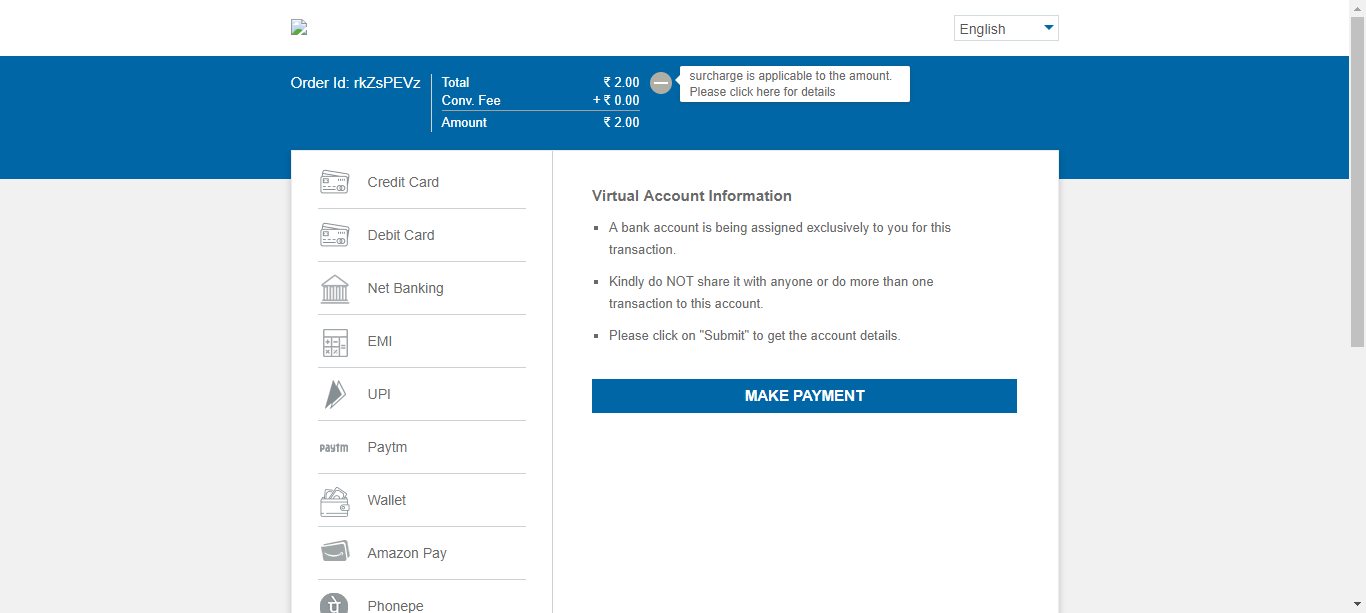 English
Order Id: rkZsPEVz
Total ₹ 2.00
Conv. Fee + ₹ 0.00
Amount ₹ 2.00
surcharge is applicable to the amount.
Please click here for details
Credit Card
Debit Card
Net Banking
EMI
UPI
paytm Paytm
Wallet
Amazon Pay
पे Phonepe
Virtual Account Information
A bank account is being assigned exclusively to you for this
transaction.
Kindly do NOT share it with anyone or do more than one
transaction to this account.
Please click on "Submit" to get the account details.
MAKE PAYMENT